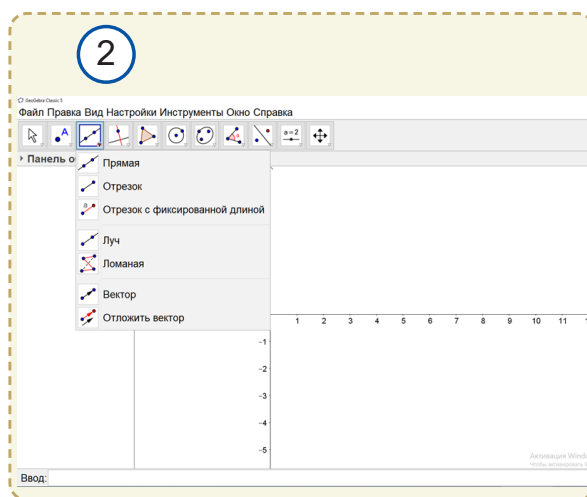 2
GeoGebra Classic 5
Файл Правка Вид Настройки Инструменты Окно Справка
A
a=2
Панель о
Прямая
Отрезок
a
Отрезок с фиксированной длиной
Луч
Ломаная
Вектор
Отложить вектор
1 2 3 4 5 6 7 8 9 10 11
-1
-2
-3
-4
-5
Активация Windo
Чтобы активировать
Ввод: